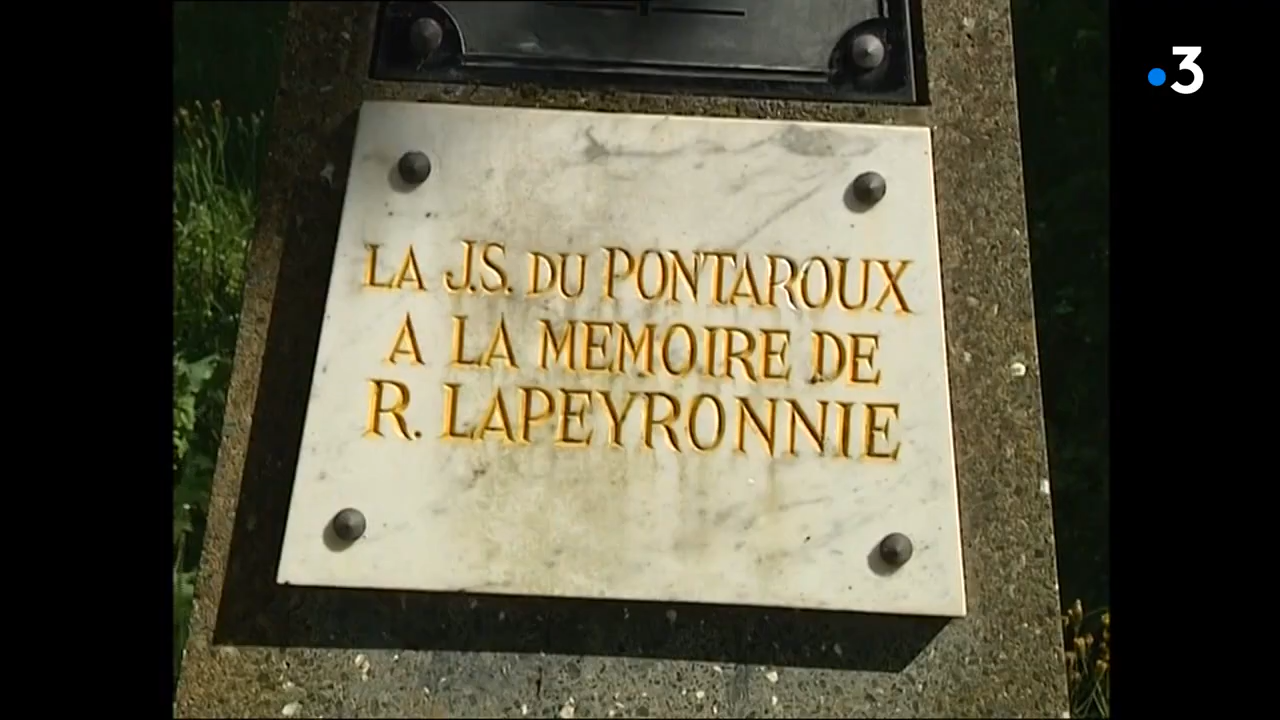 3
LA J.S. DU PONTAROUX
A LA MEMOIRE DE
R. LAPEYRONNIE